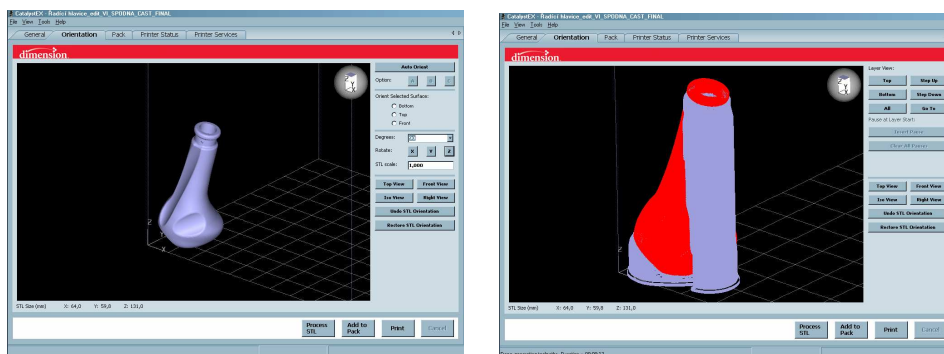 CatalystEX - Řadící hlavice_edit_VI_SPODNA_CAST_FINAL
File View Tools Help
General Orientation Pack Printer Status Printer Services
dimension
Auto Orient
Option:
Orient Selected Surface:
Bottom
Top
Front
Degrees:
Rotate: X Y Z
STL scale: 1,000
Top View Front View
Iso View Right View
Undo STL Orientation
Restore STL Orientation
Z
Y
X
STL Size (mm) X: 64,0 Y: 59,8 Z: 131,0
Process STL Add to Pack Print Cancel
CatalystEX - Řadící hlavice_edit_VI_SPODNA_CAST_FINAL
File View Tools Help
General Orientation Pack Printer Status Printer Services
dimension
Layer View:
Top Step Up
Bottom Step Down
All Go To
Pause at Layer Start:
Insert Pause
Clear All Pauses
Top View Front View
Iso View Right View
Undo STL Orientation
Restore STL Orientation
Z
STL Size (mm) X: 64,0 Y: 59,8 Z: 131,0
Process STL Add to Pack Print Cancel